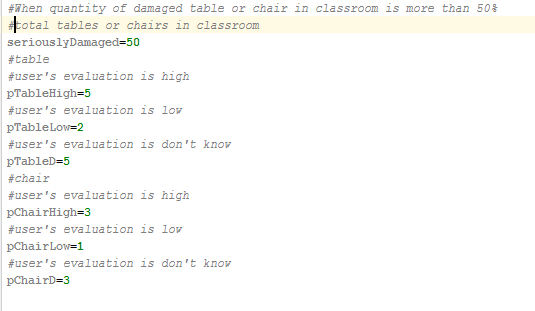 #When quantity of damaged table or chair in classroom is more than 50%
#total tables or chairs in classroom
seriouslyDamaged=50
#table
#user's evaluation is high
pTableHigh=5
#user's evaluation is low
pTableLow=2
#user's evaluation is don't know
pTableD=5
#chair
#user's evaluation is high
pChairHigh=3
#user's evaluation is low
pChairLow=1
#user's evaluation is don't know
pChairD=3